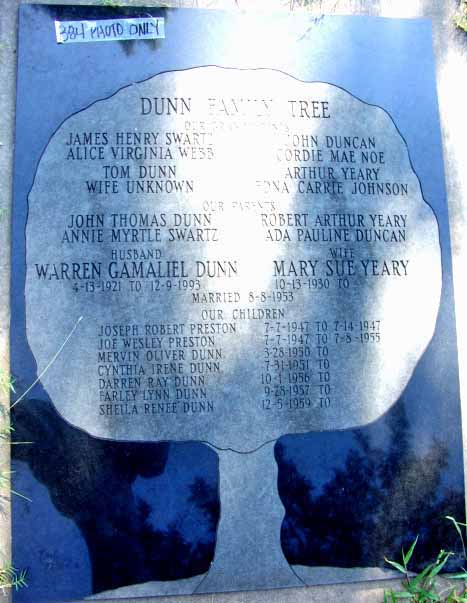 384 PHOTO ONLY
DUNN FAMILY TREE
OUR GRANDPARENTS
JAMES HENRY SWARTZ JOHN DUNCAN
ALICE VIRGINIA WEBB CORDIE MAE NOE
TOM DUNN ARTHUR YEARY
WIFE UNKNOWN EDNA CARRIE JOHNSON
OUR PARENTS
JOHN THOMAS DUNN ROBERT ARTHUR YEARY
ANNIE MYRTLE SWARTZ ADA PAULINE DUNCAN
HUSBAND WIFE
WARREN GAMALIEL DUNN MARY SUE YEARY
4-13-1921 TO 12-9-1993 10-13-1930 TO
MARRIED 8-8-1953
OUR CHILDREN
JOSEPH ROBERT PRESTON 7-7-1947 TO 7-14-1947
JOE WESLEY PRESTON 7-7-1947 TO 7-8-1955
MERVIN OLIVER DUNN 3-28-1950 TO
CYNTHIA IRENE DUNN 7-31-1951 TO
DARREN RAY DUNN 10-1-1956 TO
FARLEY LYNN DUNN 9-28-1957 TO
SHEILA RENEE DUNN 12-5-1959 TO